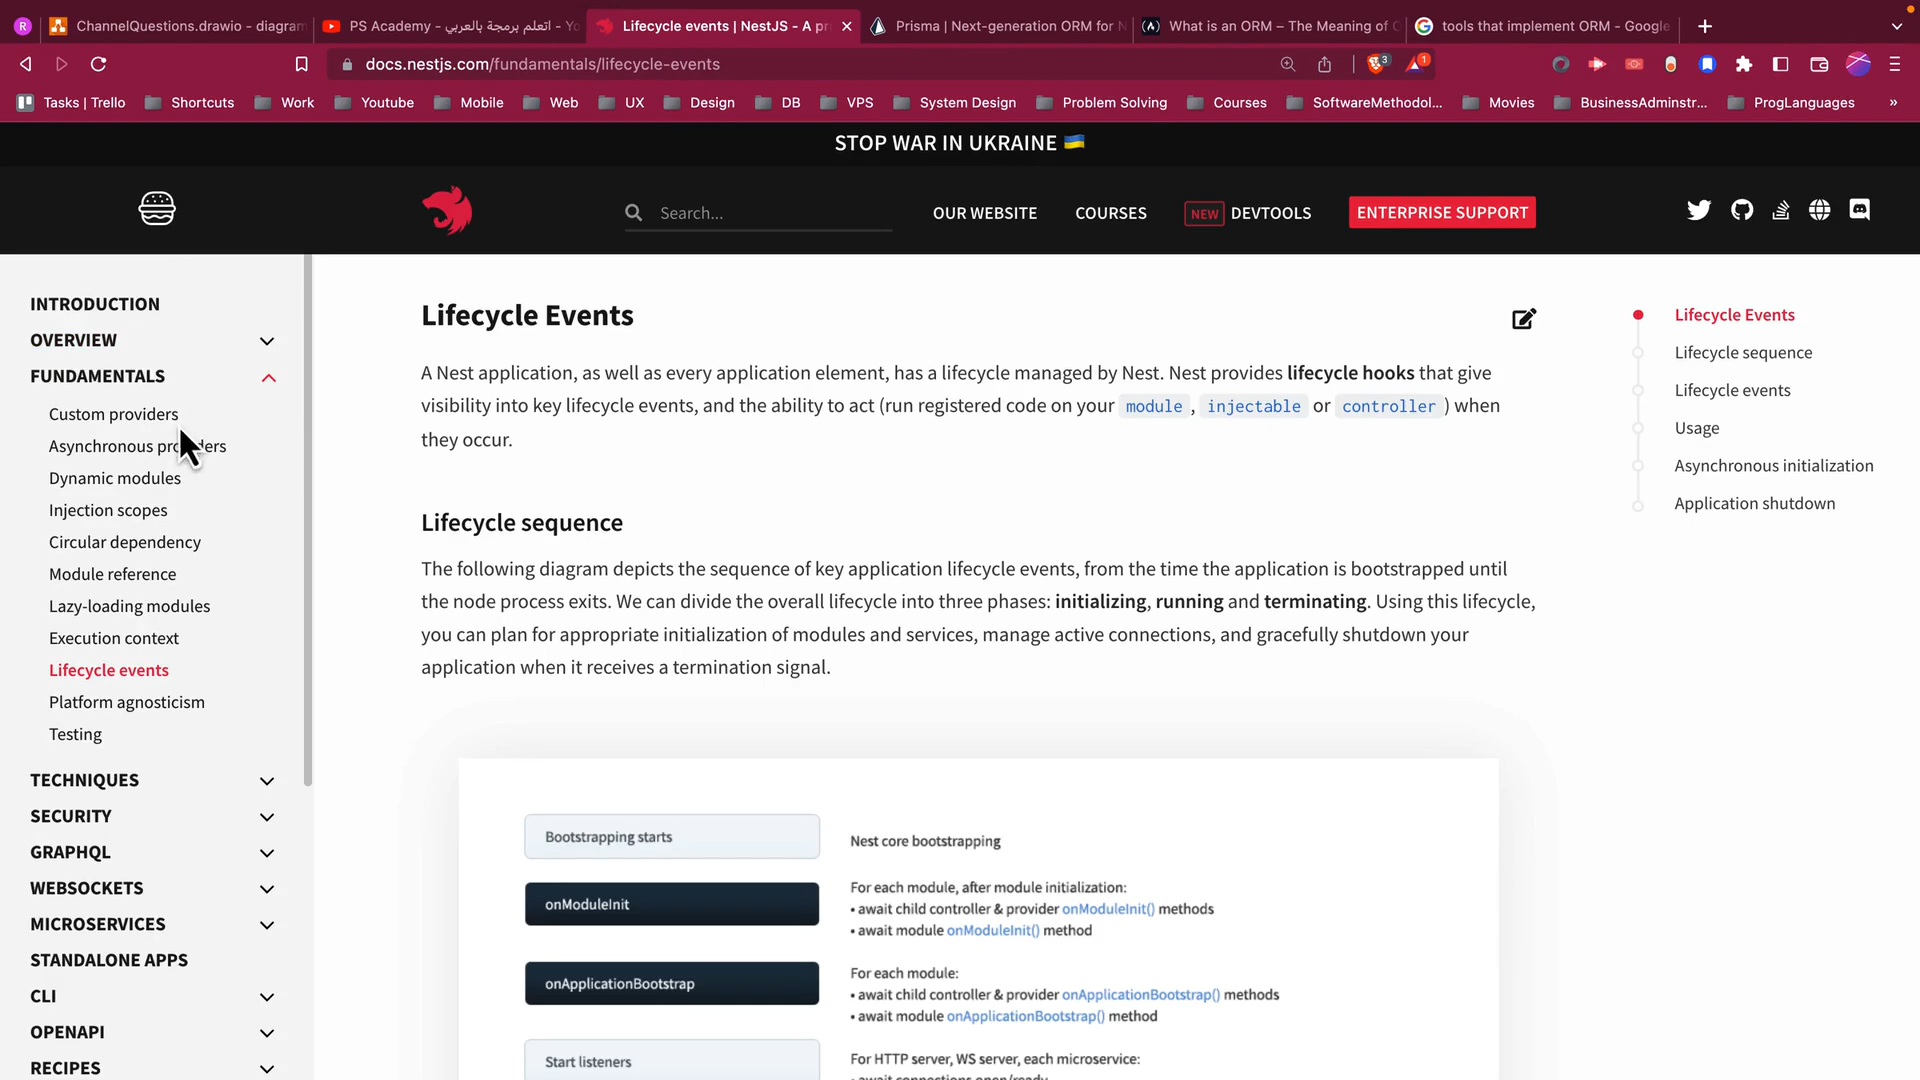 R
ChannelQuestions.drawio - diagram
PS Academy - اتعلم برمجة بالعربي - Yo
Lifecycle events | NestJS - A pr
Prisma | Next-generation ORM for N
What is an ORM – The Meaning of O
tools that implement ORM - Google
docs.nestjs.com/fundamentals/lifecycle-events
3
1
Tasks | Trello
Shortcuts
Work
Youtube
Mobile
Web
UX
Design
DB
VPS
System Design
Problem Solving
Courses
SoftwareMethodol...
Movies
BusinessAdminstr...
ProgLanguages
»
STOP WAR IN UKRAINE 🇺🇦
Search...
OUR WEBSITE
COURSES
NEW DEVTOOLS
ENTERPRISE SUPPORT
INTRODUCTION
OVERVIEW
FUNDAMENTALS
Custom providers
Asynchronous providers
Dynamic modules
Injection scopes
Circular dependency
Module reference
Lazy-loading modules
Execution context
Lifecycle events
Platform agnosticism
Testing
TECHNIQUES
SECURITY
GRAPHQL
WEBSOCKETS
MICROSERVICES
STANDALONE APPS
CLI
OPENAPI
RECIPES
Lifecycle Events
A Nest application, as well as every application element, has a lifecycle managed by Nest. Nest provides lifecycle hooks that give
visibility into key lifecycle events, and the ability to act (run registered code on your module , injectable or controller ) when
they occur.
Lifecycle sequence
The following diagram depicts the sequence of key application lifecycle events, from the time the application is bootstrapped until
the node process exits. We can divide the overall lifecycle into three phases: initializing, running and terminating. Using this lifecycle,
you can plan for appropriate initialization of modules and services, manage active connections, and gracefully shutdown your
application when it receives a termination signal.
Bootstrapping starts
Nest core bootstrapping
onModuleInit
For each module, after module initialization:
• await child controller & provider onModuleInit() methods
• await module onModuleInit() method
onApplicationBootstrap
For each module:
• await child controller & provider onApplicationBootstrap() methods
• await module onApplicationBootstrap() method
Start listeners
For HTTP server, WS server, each microservice:
• await connections open/ready
Lifecycle Events
Lifecycle sequence
Lifecycle events
Usage
Asynchronous initialization
Application shutdown